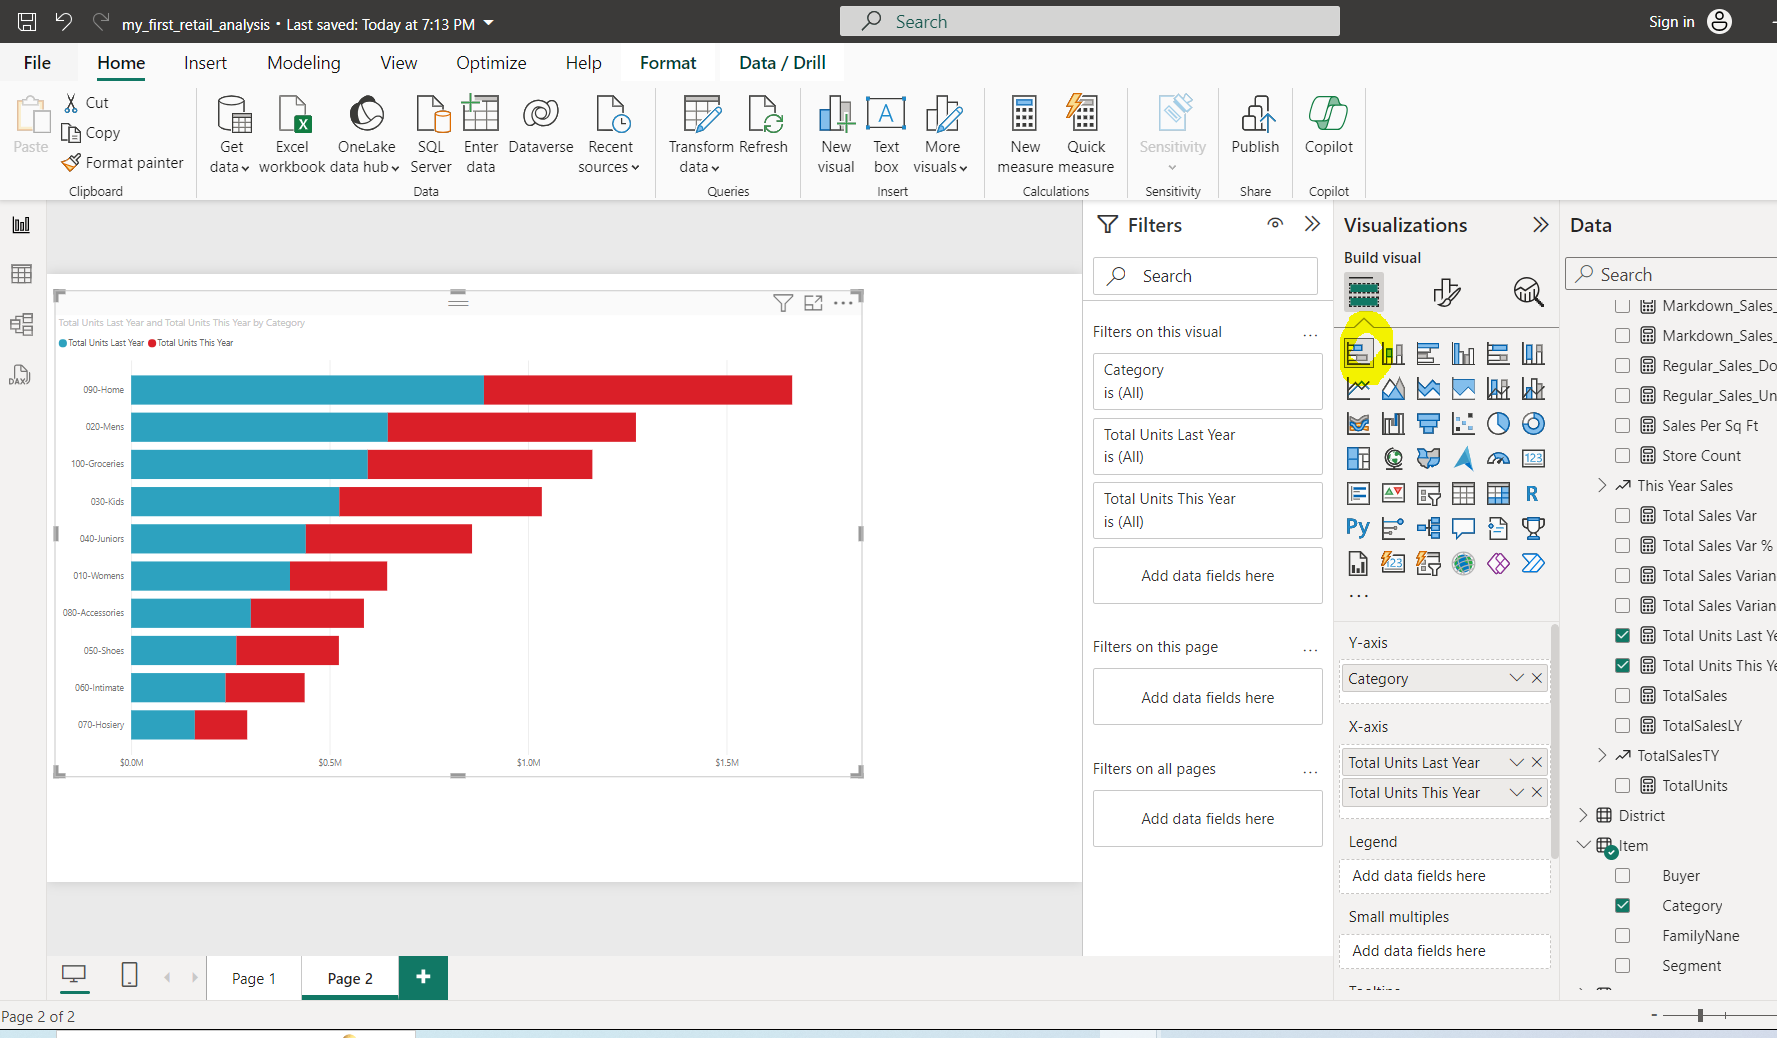 my_first_retail_analysis • Last saved: Today at 7:13 PM
Search
Sign in
File
Home
Insert
Modeling
View
Optimize
Help
Format
Data / Drill
Paste
Cut
Copy
Format painter
Clipboard
Get data
Excel workbook
OneLake data hub
SQL Server
Enter data
Dataverse
Recent sources
Data
Transform data
Refresh
Queries
New visual
A
Text box
More visuals
Insert
New measure
Quick measure
Calculations
Sensitivity
Sensitivity
Publish
Share
Copilot
Copilot
DAX
Total Units Last Year and Total Units This Year by Category
Total Units Last Year
Total Units This Year
090-Home
020-Mens
100-Groceries
030-Kids
040-Juniors
010-Womens
080-Accessories
050-Shoes
060-Intimate
070-Hosiery
$0.0M
$0.5M
$1.0M
$1.5M
Filters
Search
Filters on this visual
...
Category
is (All)
Total Units Last Year
is (All)
Total Units This Year
is (All)
Add data fields here
Filters on this page
...
Add data fields here
Filters on all pages
...
Add data fields here
Visualizations
Build visual
123
R
Py
123
...
Y-axis
Category
X-axis
Total Units Last Year
Total Units This Year
Legend
Add data fields here
Small multiples
Add data fields here
Data
Search
Markdown_Sales_
Markdown_Sales_
Regular_Sales_Do
Regular_Sales_Un
Sales Per Sq Ft
Store Count
This Year Sales
Total Sales Var
Total Sales Var %
Total Sales Varian
Total Sales Varian
Total Units Last Ye
Total Units This Ye
TotalSales
TotalSalesLY
TotalSalesTY
TotalUnits
District
Item
Buyer
Category
FamilyNane
Segment
Page 1
Page 2
+
Page 2 of 2
-